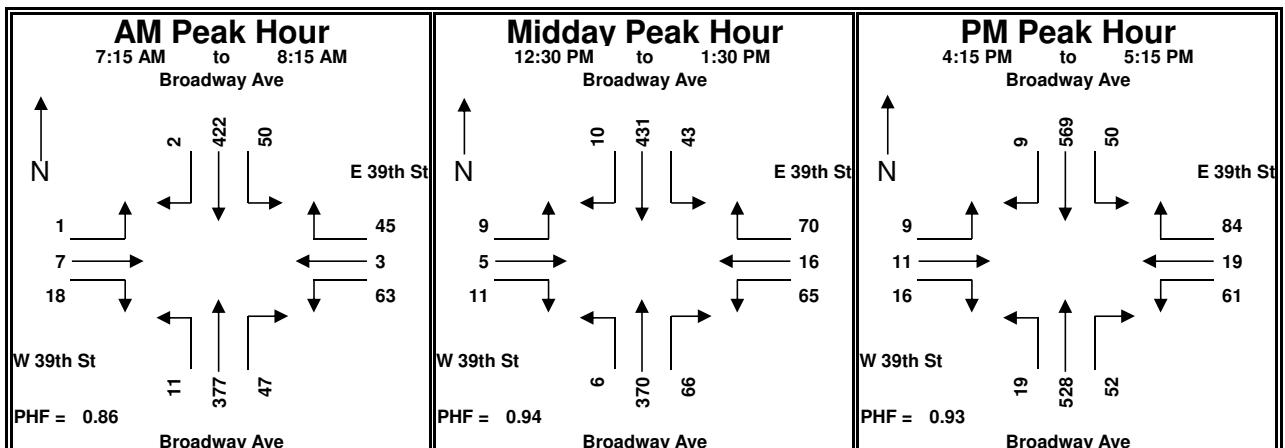 AM Peak Hour
7:15 AM to 8:15 AM
Broadway Ave
2 422 50
N
E 39th St
1 45
7 3
18 63
W 39th St
11 377 47
PHF = 0.86
Broadway Ave
Midday Peak Hour
12:30 PM to 1:30 PM
Broadway Ave
10 431 43
N
E 39th St
9 70
5 16
11 65
W 39th St
6 370 66
PHF = 0.94
Broadway Ave
PM Peak Hour
4:15 PM to 5:15 PM
Broadway Ave
9 569 50
N
E 39th St
9 84
11 19
16 61
W 39th St
19 528 52
PHF = 0.93
Broadway Ave